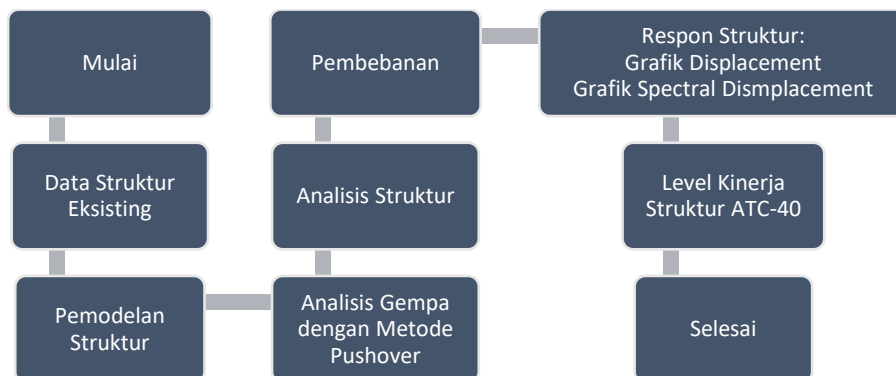 Mulai
Data Struktur
Eksisting
Pemodelan
Struktur
Analisis Gempa
dengan Metode
Pushover
Analisis Struktur
Pembebanan
Respon Struktur:
Grafik Displacement
Grafik Spectral Dismplacement
Level Kinerja
Struktur ATC-40
Selesai